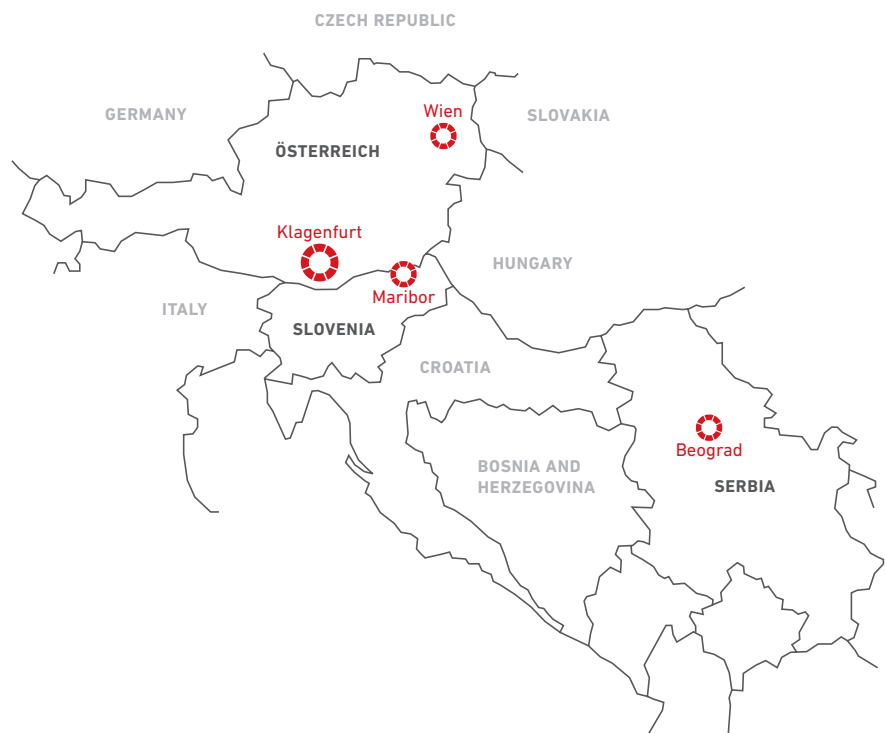 CZECH REPUBLIC
GERMANY
Wien
SLOVAKIA
ÖSTERREICH
Klagenfurt
HUNGARY
Maribor
ITALY
SLOVENIA
CROATIA
Beograd
BOSNIA AND
HERZEGOVINA
SERBIA